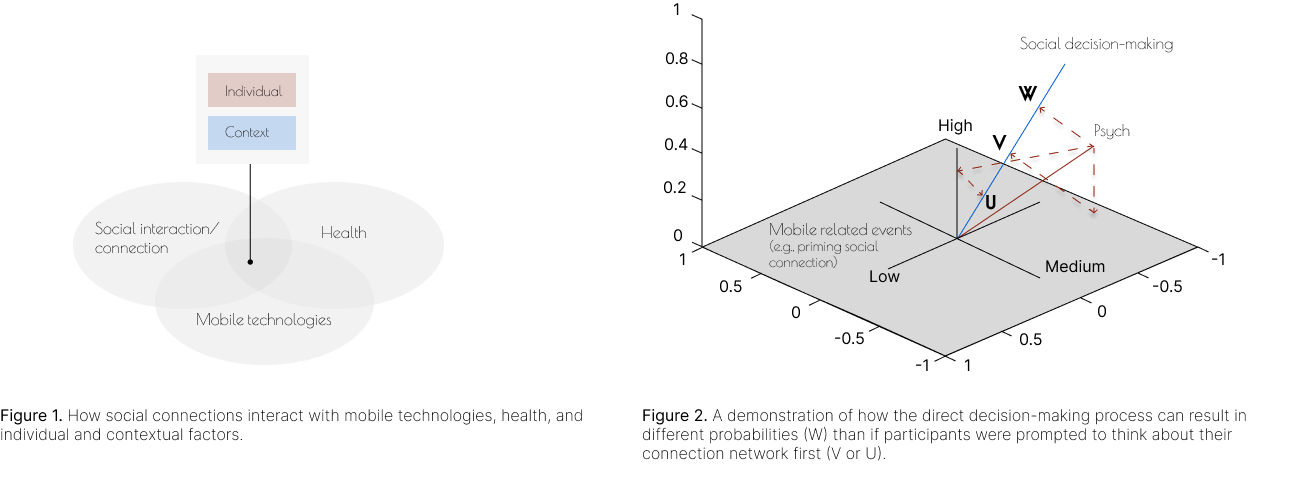 Individual
Context
Social interaction/
connection
Health
Mobile technologies
Figure 1. How social connections interact with mobile technologies, health, and
individual and contextual factors.
1
0.8
0.6
0.4
0.2
0
1
0.5
0
-0.5
-1
1
0.5
0
-0.5
-1
Social decision-making
W
High
V
Psych
U
Mobile related events
(e.g., priming social
connection)
Low
Medium
Figure 2. A demonstration of how the direct decision-making process can result in
different probabilities (W) than if participants were prompted to think about their
connection network first (V or U).